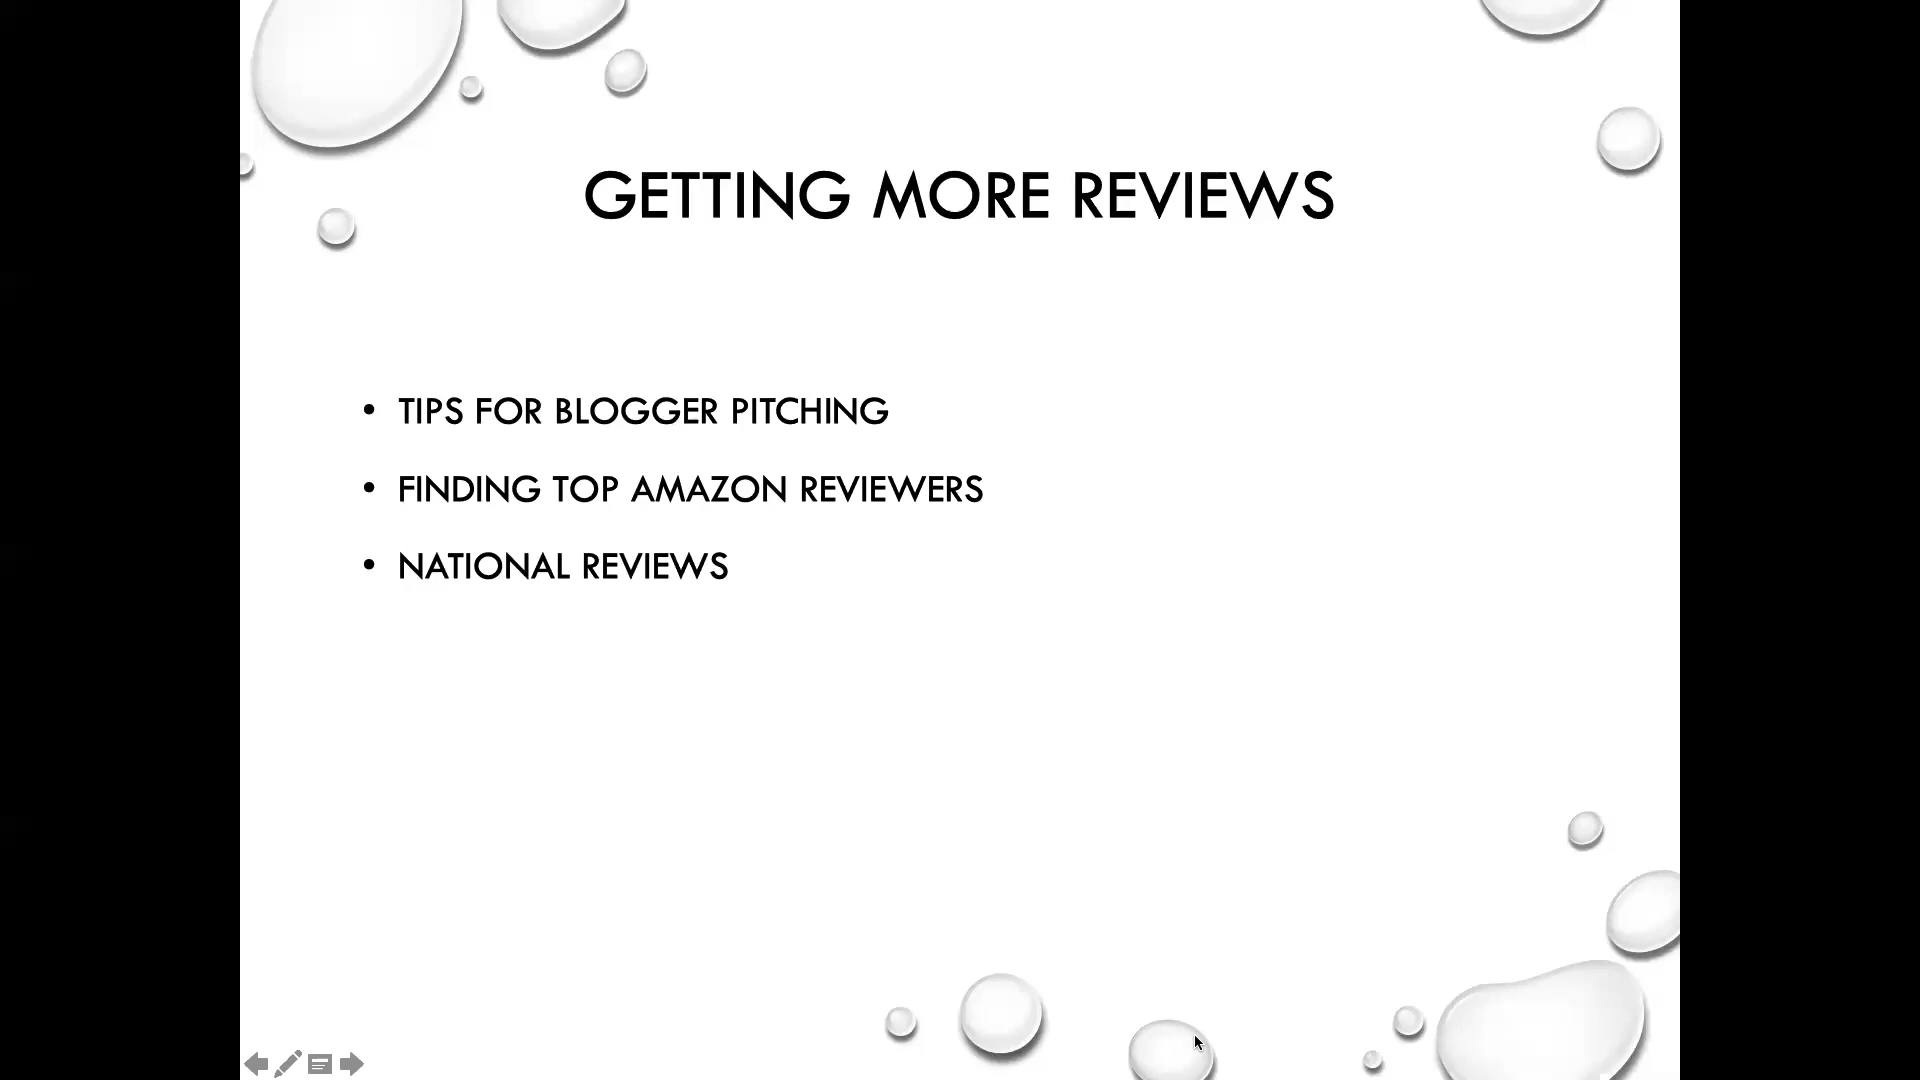 GETTING MORE REVIEWS
• TIPS FOR BLOGGER PITCHING
• FINDING TOP AMAZON REVIEWERS
• NATIONAL REVIEWS